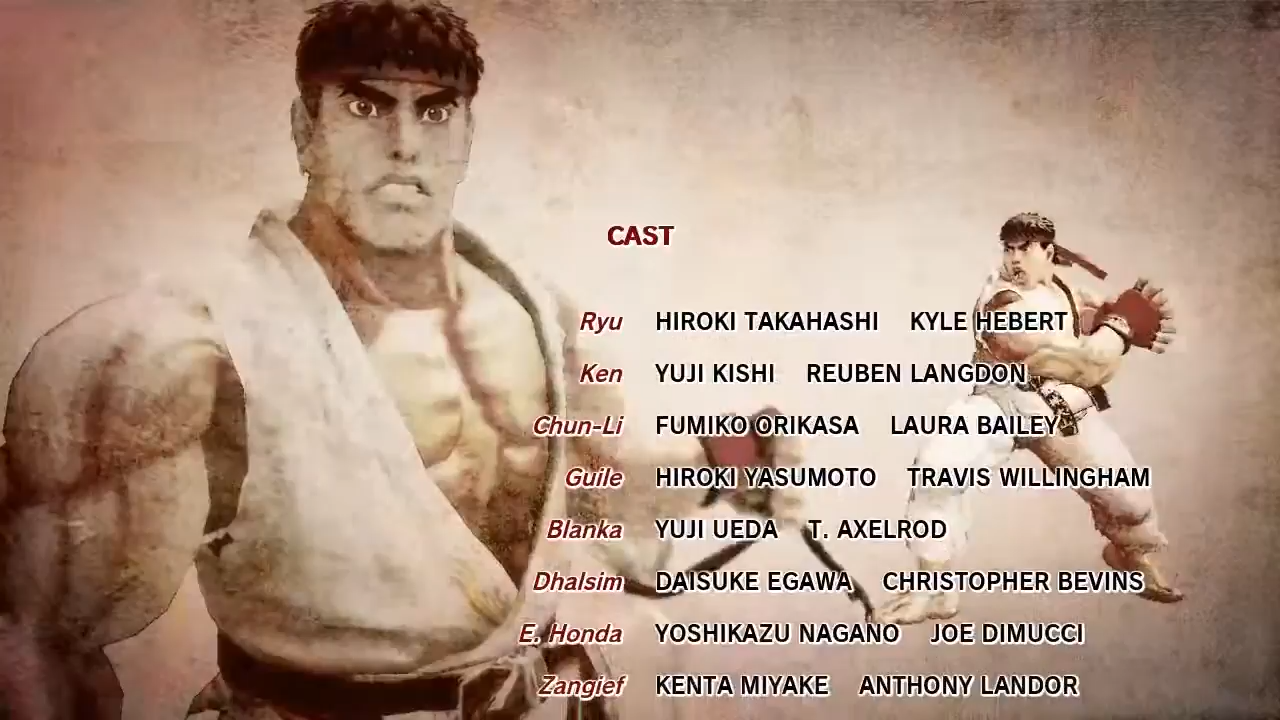 CAST
Ryu HIROKI TAKAHASHI KYLE HEBERT
Ken YUJI KISHI REUBEN LANGDON
Chun-Li FUMIKO ORIKASA LAURA BAILEY
Guile HIROKI YASUMOTO TRAVIS WILLINGHAM
Blanka YUJI UEDA T. AXELROD
Dhalsim DAISUKE EGAWA CHRISTOPHER BEVINS
E. Honda YOSHIKAZU NAGANO JOE DIMUCCI
Zangief KENTA MIYAKE ANTHONY LANDOR